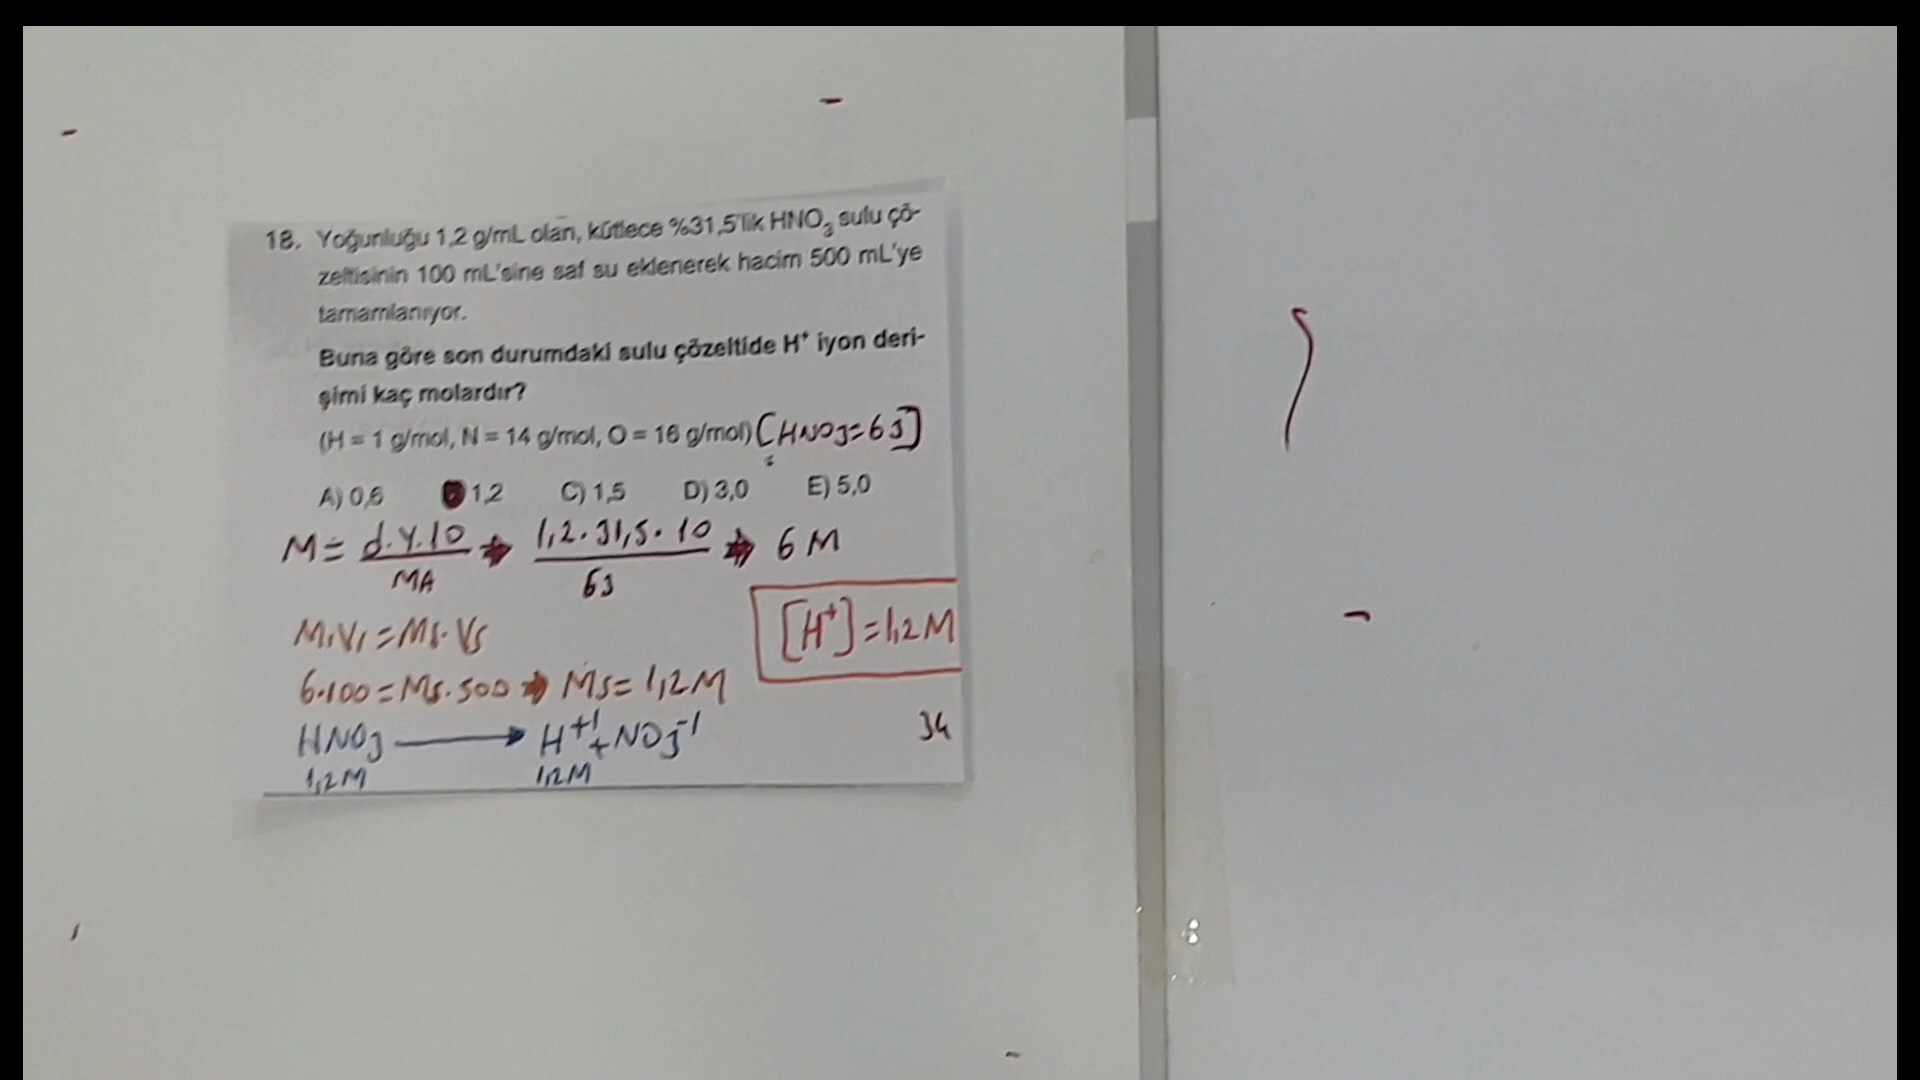 18. Yoğunluğu 1,2 g/mL olan, kütlece %31,5'lik HNO₃ sulu çö-
zeltisinin 100 mL'sine saf su eklenerek hacim 500 mL'ye
tamamlanıyor.
Buna göre son durumdaki sulu çözeltide H⁺ iyon deri-
şimi kaç molardır?
(H = 1 g/mol, N = 14 g/mol, O = 16 g/mol) [HNO3=63]
A) 0,6 1,2 C) 1,5 D) 3,0 E) 5,0
M = d.y.10 / MA → 1,2.31,5.10 / 63 → 6 M
M₁V₁=Ms.Vs
[H⁺]=1,2M
6.100=Ms.500 → Ms=1,2M
HNO3 → H⁺¹+NO3⁻¹
1,2M 1,2M
34